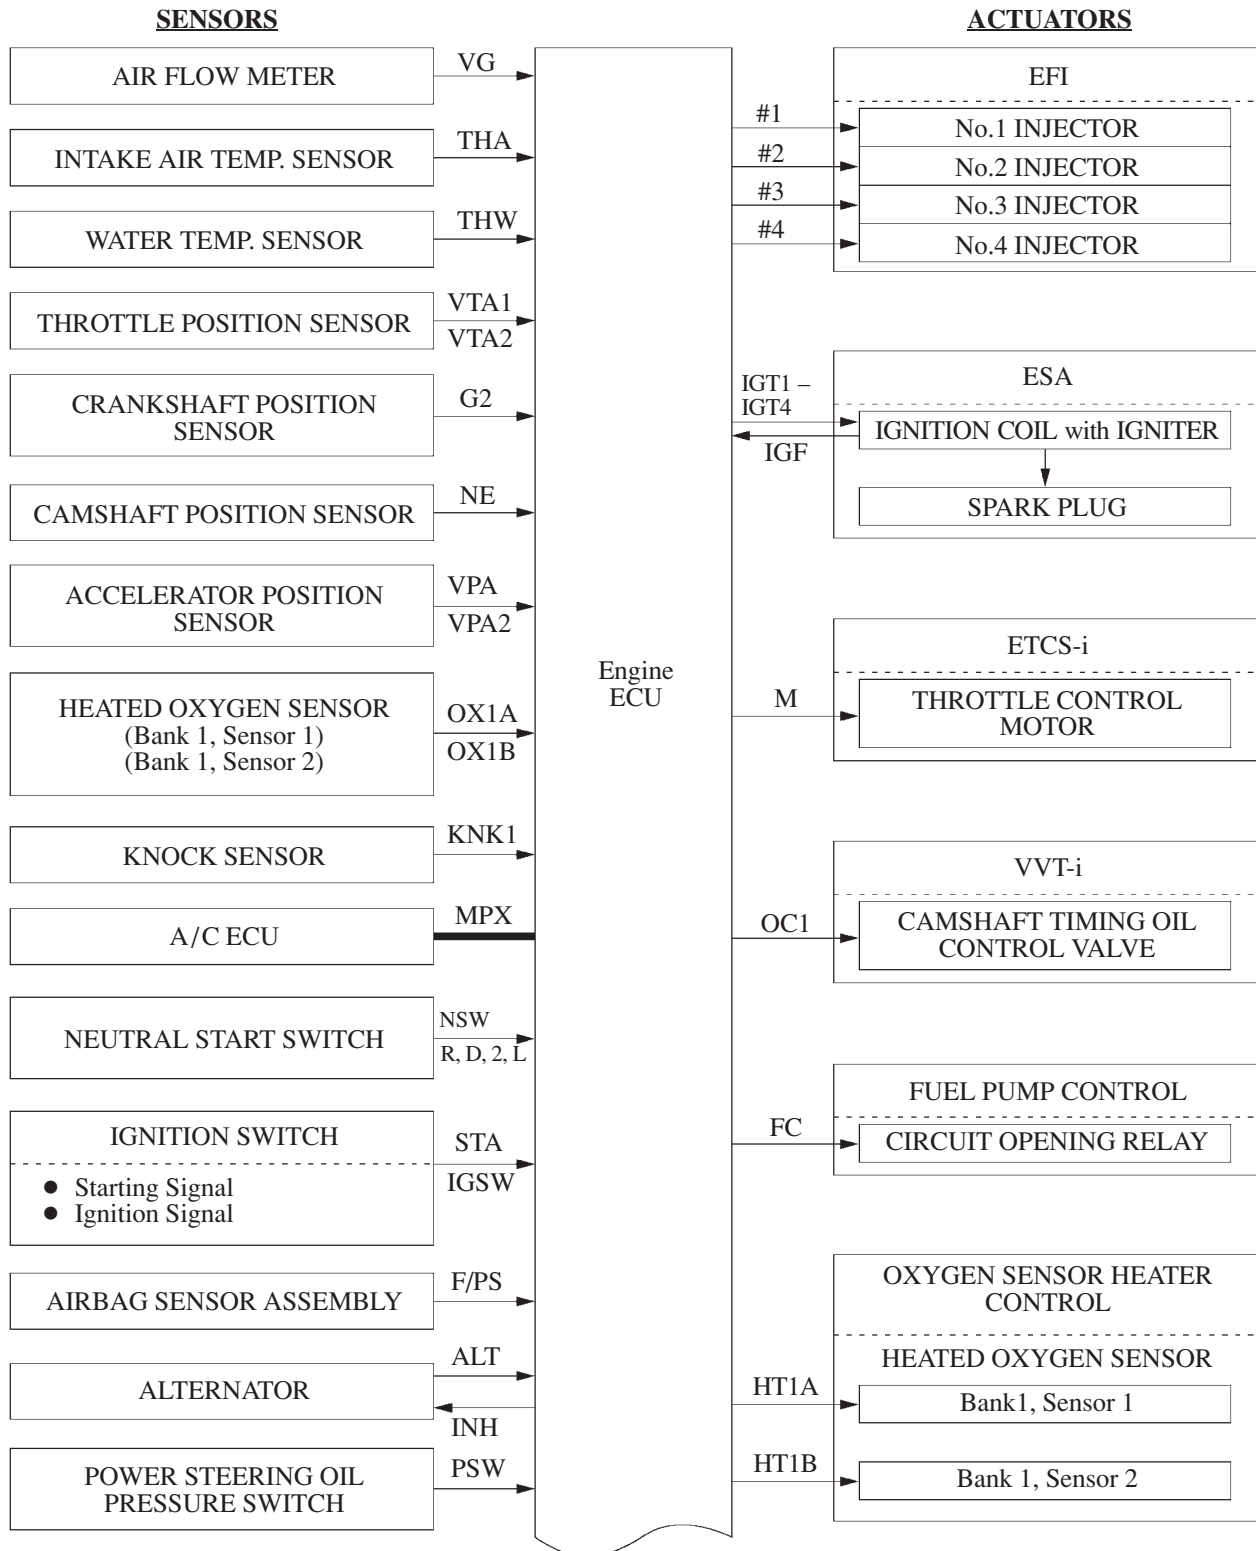 SENSORS
AIR FLOW METER
VG
INTAKE AIR TEMP. SENSOR
THA
WATER TEMP. SENSOR
THW
THROTTLE POSITION SENSOR
VTA1
VTA2
CRANKSHAFT POSITION
SENSOR
G2
CAMSHAFT POSITION SENSOR
NE
ACCELERATOR POSITION
SENSOR
VPA
VPA2
HEATED OXYGEN SENSOR
(Bank 1, Sensor 1)
(Bank 1, Sensor 2)
OX1A
OX1B
KNOCK SENSOR
KNK1
A/C ECU
MPX
NEUTRAL START SWITCH
NSW
R, D, 2, L
IGNITION SWITCH
● Starting Signal
● Ignition Signal
STA
IGSW
AIRBAG SENSOR ASSEMBLY
F/PS
ALTERNATOR
ALT
INH
POWER STEERING OIL
PRESSURE SWITCH
PSW
Engine
ECU
ACTUATORS
EFI
#1
No.1 INJECTOR
#2
No.2 INJECTOR
#3
No.3 INJECTOR
#4
No.4 INJECTOR
ESA
IGT1 –
IGT4
IGF
IGNITION COIL with IGNITER
SPARK PLUG
ETCS-i
M
THROTTLE CONTROL
MOTOR
VVT-i
OC1
CAMSHAFT TIMING OIL
CONTROL VALVE
FUEL PUMP CONTROL
FC
CIRCUIT OPENING RELAY
OXYGEN SENSOR HEATER
CONTROL
HEATED OXYGEN SENSOR
HT1A
Bank1, Sensor 1
HT1B
Bank 1, Sensor 2